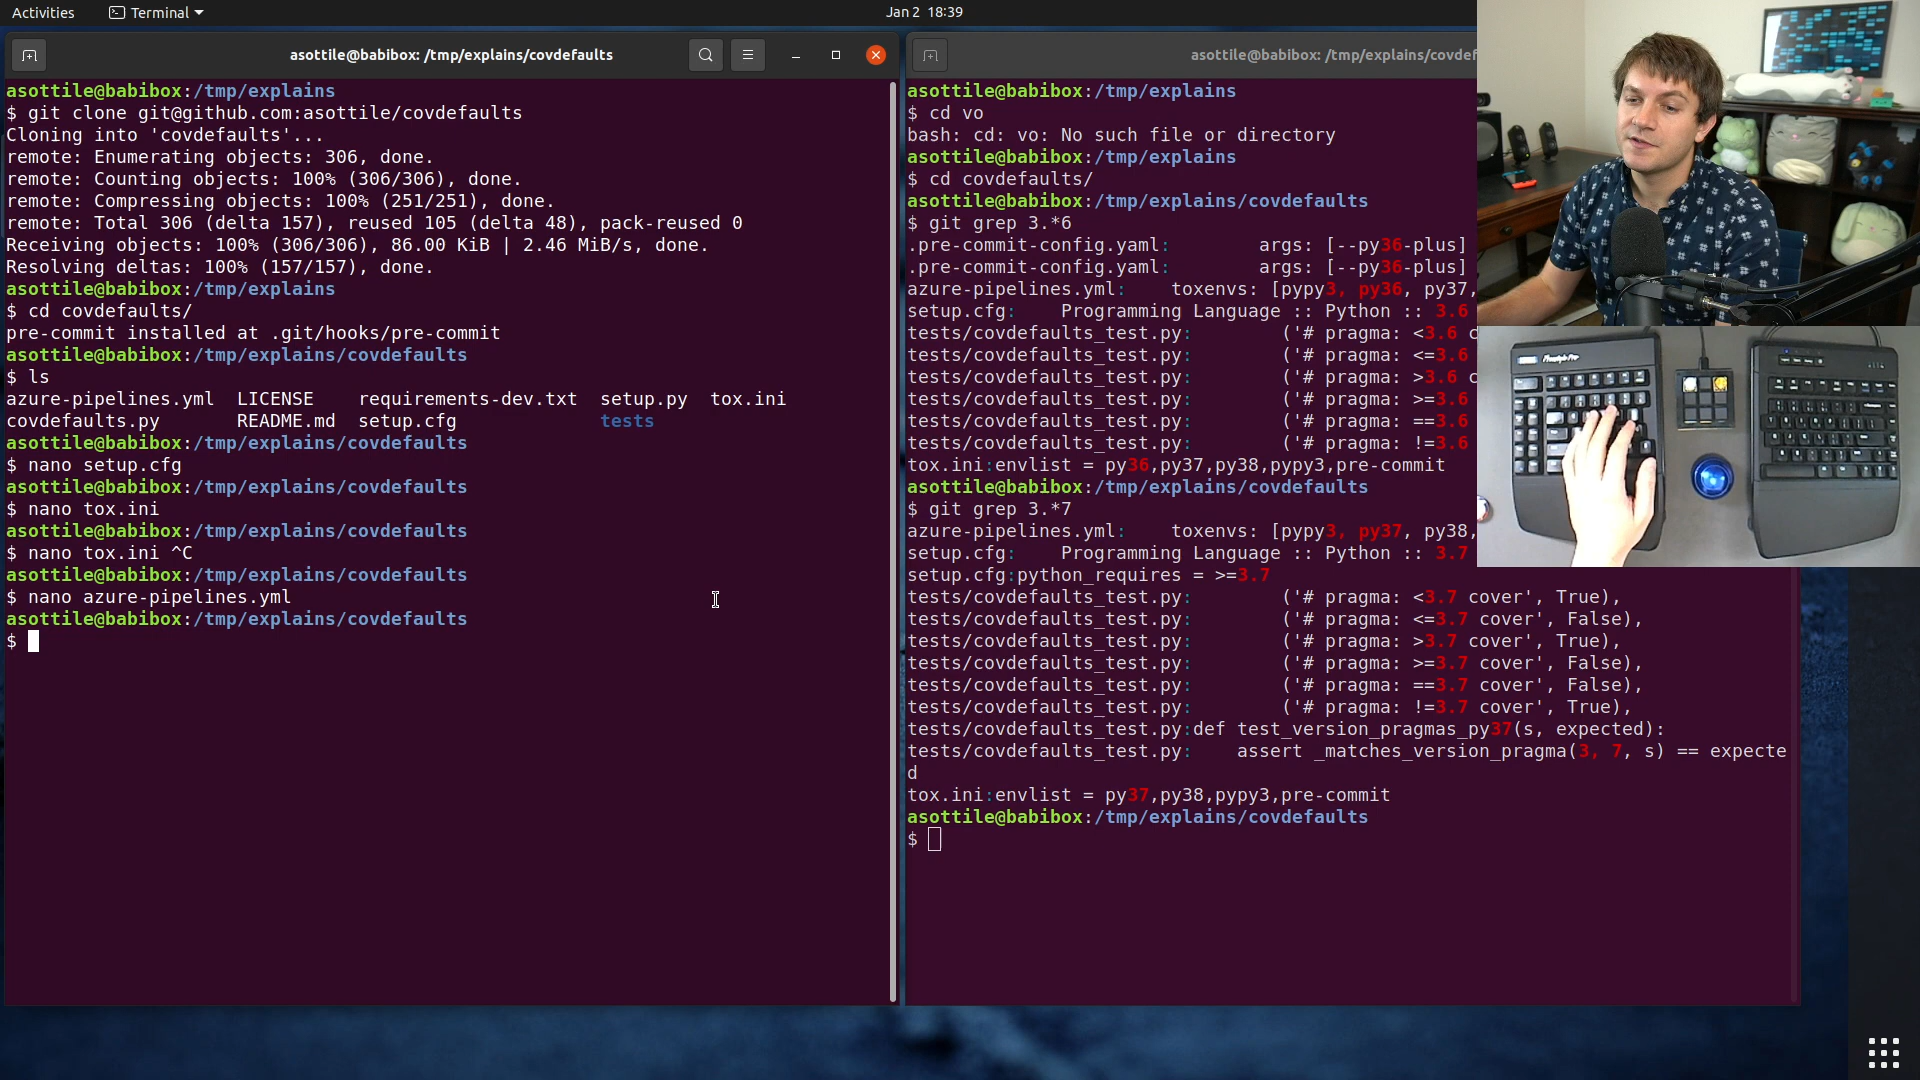 Activities
Terminal
Jan 2 18:39
asottile@babibox: /tmp/explains/covdefaults
asottile@babibox:/tmp/explains
$ git clone git@github.com:asottile/covdefaults
Cloning into 'covdefaults'...
remote: Enumerating objects: 306, done.
remote: Counting objects: 100% (306/306), done.
remote: Compressing objects: 100% (251/251), done.
remote: Total 306 (delta 157), reused 105 (delta 48), pack-reused 0
Receiving objects: 100% (306/306), 86.00 KiB | 2.46 MiB/s, done.
Resolving deltas: 100% (157/157), done.
asottile@babibox:/tmp/explains
$ cd covdefaults/
pre-commit installed at .git/hooks/pre-commit
asottile@babibox:/tmp/explains/covdefaults
$ ls
azure-pipelines.yml  LICENSE    requirements-dev.txt  setup.py  tox.ini
covdefaults.py       README.md  setup.cfg             tests
asottile@babibox:/tmp/explains/covdefaults
$ nano setup.cfg
asottile@babibox:/tmp/explains/covdefaults
$ nano tox.ini
asottile@babibox:/tmp/explains/covdefaults
$ nano tox.ini ^C
asottile@babibox:/tmp/explains/covdefaults
$ nano azure-pipelines.yml
asottile@babibox:/tmp/explains/covdefaults
$
asottile@babibox: /tmp/explains/covdef
asottile@babibox:/tmp/explains
$ cd vo
bash: cd: vo: No such file or directory
asottile@babibox:/tmp/explains
$ cd covdefaults/
asottile@babibox:/tmp/explains/covdefaults
$ git grep 3.*6
.pre-commit-config.yaml:        args: [--py36-plus]
.pre-commit-config.yaml:        args: [--py36-plus]
azure-pipelines.yml:    toxenvs: [pypy3, py36, py37,
setup.cfg:    Programming Language :: Python :: 3.6
tests/covdefaults_test.py:        ('# pragma: <3.6 c
tests/covdefaults_test.py:        ('# pragma: <=3.6
tests/covdefaults_test.py:        ('# pragma: >3.6 c
tests/covdefaults_test.py:        ('# pragma: >=3.6
tests/covdefaults_test.py:        ('# pragma: ==3.6
tests/covdefaults_test.py:        ('# pragma: !=3.6
tox.ini:envlist = py36,py37,py38,pypy3,pre-commit
asottile@babibox:/tmp/explains/covdefaults
$ git grep 3.*7
azure-pipelines.yml:    toxenvs: [pypy3, py37, py38,
setup.cfg:    Programming Language :: Python :: 3.7
setup.cfg:python_requires = >=3.7
tests/covdefaults_test.py:        ('# pragma: <3.7 cover', True),
tests/covdefaults_test.py:        ('# pragma: <=3.7 cover', False),
tests/covdefaults_test.py:        ('# pragma: >3.7 cover', True),
tests/covdefaults_test.py:        ('# pragma: >=3.7 cover', False),
tests/covdefaults_test.py:        ('# pragma: ==3.7 cover', False),
tests/covdefaults_test.py:        ('# pragma: !=3.7 cover', True),
tests/covdefaults_test.py:def test_version_pragmas_py37(s, expected):
tests/covdefaults_test.py:    assert _matches_version_pragma(3, 7, s) == expecte
d
tox.ini:envlist = py37,py38,pypy3,pre-commit
asottile@babibox:/tmp/explains/covdefaults
$